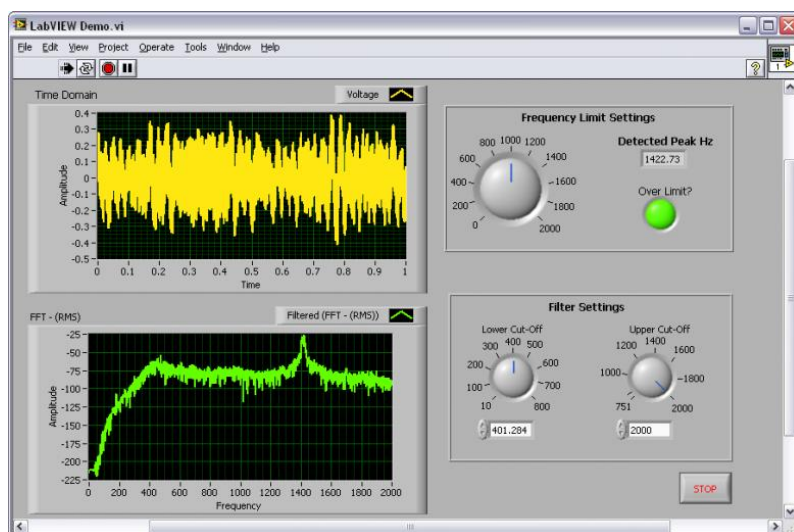 LabVIEW Demo.vi
File Edit View Project Operate Tools Window Help
?
1
Time Domain
Voltage
Amplitude
0.4
0.3
0.2
0.1
0
-0.1
-0.2
-0.3
-0.4
-0.5
0 0.1 0.2 0.3 0.4 0.5 0.6 0.7 0.8 0.9 1
Time
Frequency Limit Settings
0 200 400 600 800 1000 1200 1400 1600 1800 2000
Detected Peak Hz
1422.73
Over Limit?
FFT - (RMS)
Filtered (FFT - (RMS))
Amplitude
-25
-50
-75
-100
-125
-150
-175
-200
-225
0 200 400 600 800 1000 1200 1400 1600 1800 2000
Frequency
Filter Settings
Lower Cut-Off
10 100 200 300 400 500 600 700 800
401.284
Upper Cut-Off
751 1000 1200 1400 1600 1800 2000
2000
STOP